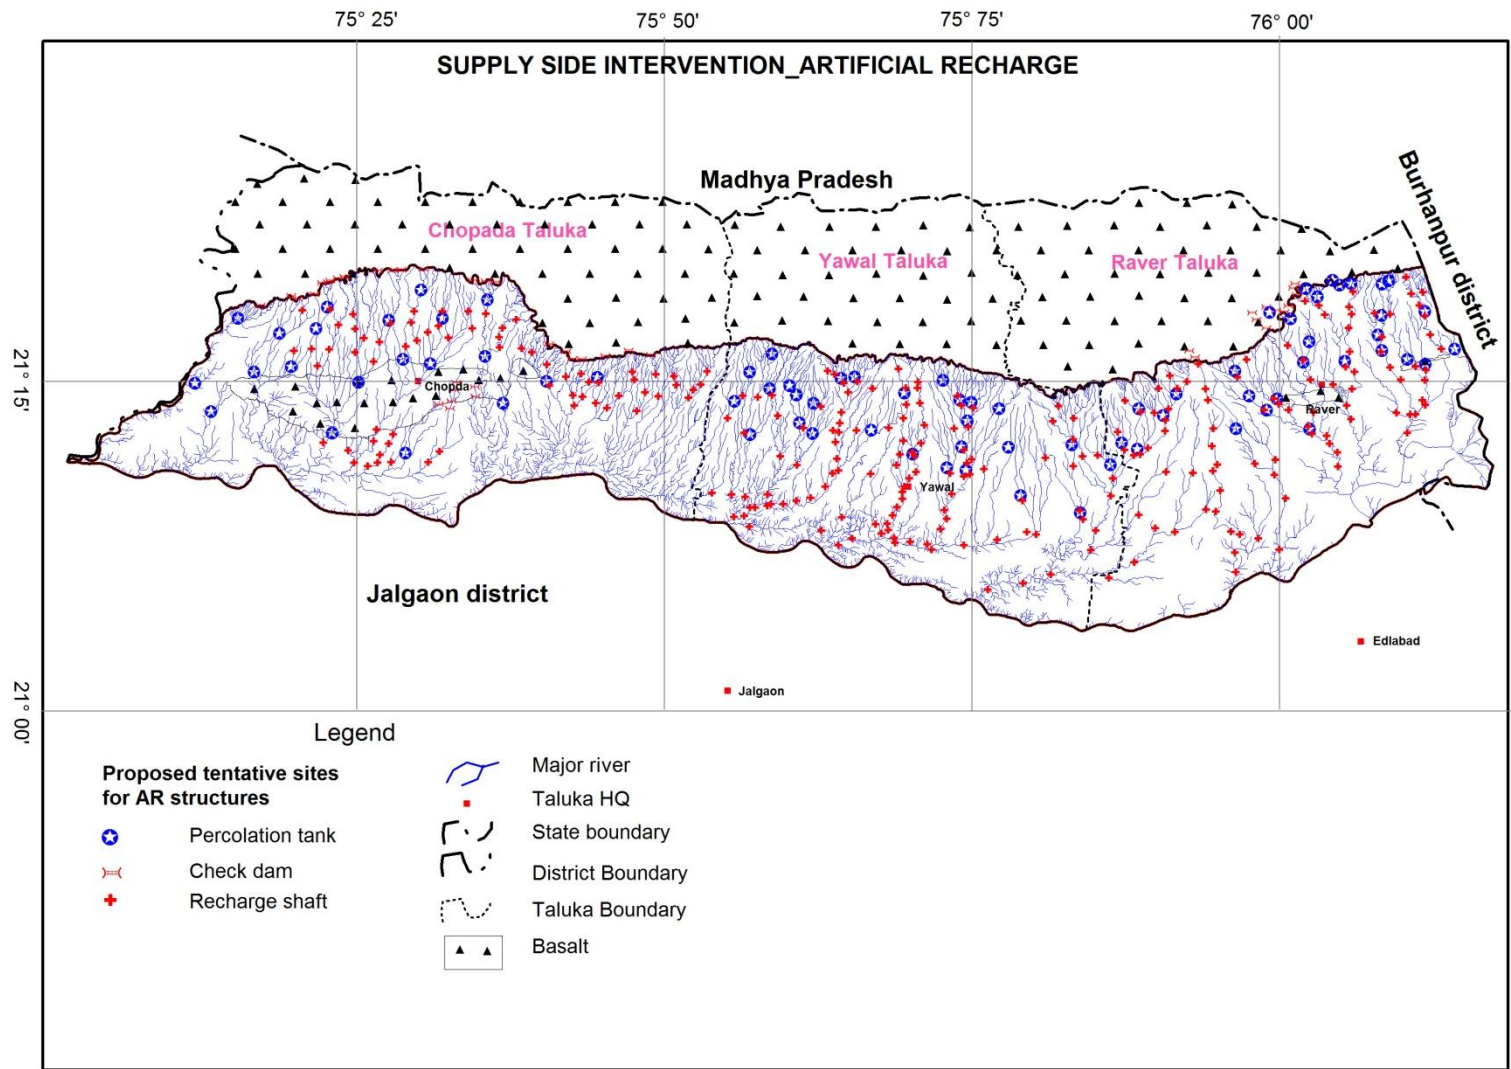 75° 25'
75° 50'
75° 75'
76° 00'
SUPPLY SIDE INTERVENTION_ARTIFICIAL RECHARGE
Madhya Pradesh
Burhanpur district
Chopada Taluka
Yawal Taluka
Raver Taluka
21° 15'
Chopda
Raver
Yawal
Jalgaon district
Edlabad
Jalgaon
21° 00'
Legend
Proposed tentative sites
for AR structures
Percolation tank
Check dam
Recharge shaft
Major river
Taluka HQ
State boundary
District Boundary
Taluka Boundary
Basalt